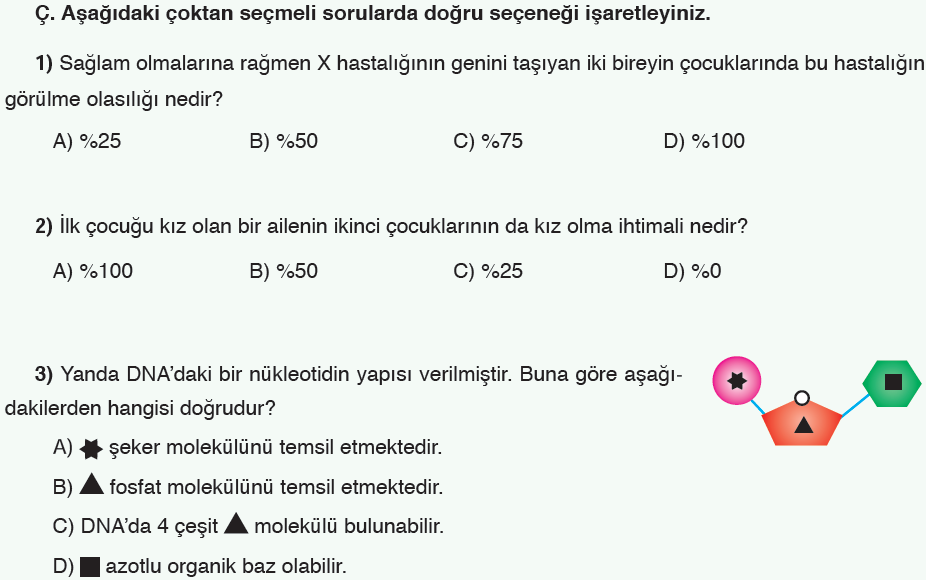 Ç. Aşağıdaki çoktan seçmeli sorularda doğru seçeneği işaretleyiniz.
1) Sağlam olmalarına rağmen X hastalığının genini taşıyan iki bireyin çocuklarında bu hastalığın
görülme olasılığı nedir?
A) %25 B) %50 C) %75 D) %100
2) İlk çocuğu kız olan bir ailenin ikinci çocuklarının da kız olma ihtimali nedir?
A) %100 B) %50 C) %25 D) %0
3) Yanda DNA’daki bir nükleotidin yapısı verilmiştir. Buna göre aşağı-
dakilerden hangisi doğrudur?
A) şeker molekülünü temsil etmektedir.
B) fosfat molekülünü temsil etmektedir.
C) DNA’da 4 çeşit molekülü bulunabilir.
D) azotlu organik baz olabilir.